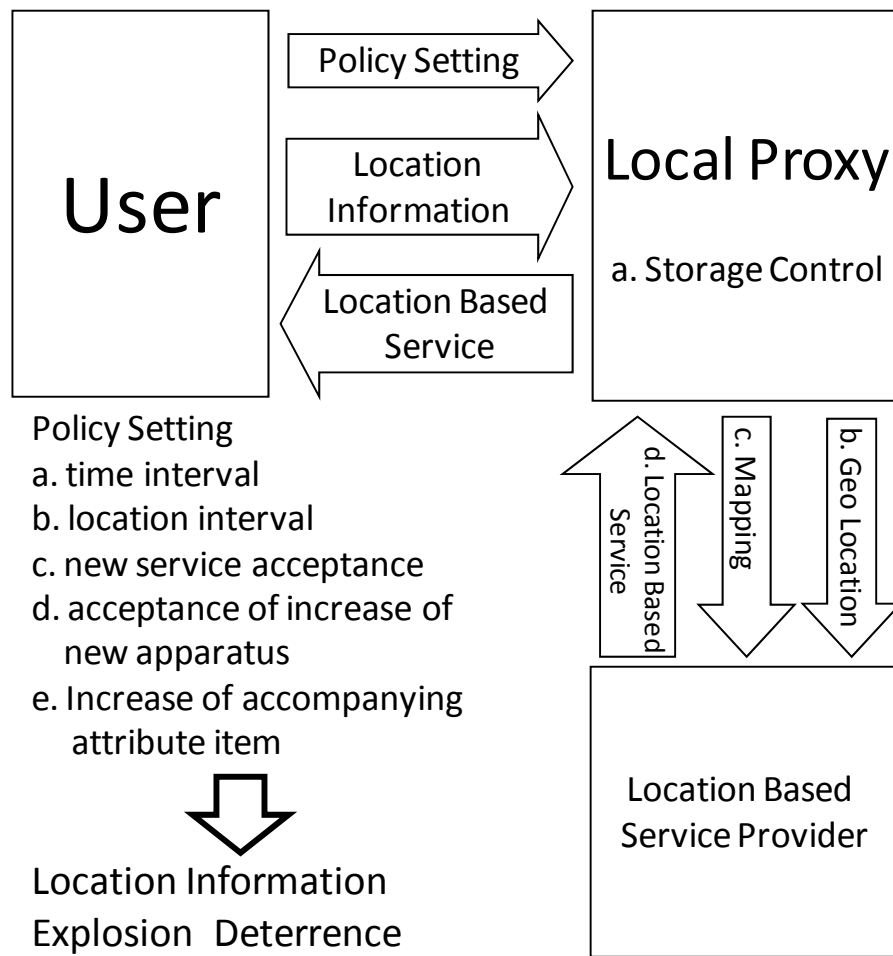 User
Policy Setting
Location
Information
Location Based
Service
Local Proxy
a. Storage Control
Policy Setting
a. time interval
b. location interval
c. new service acceptance
d. acceptance of increase of
new apparatus
e. Increase of accompanying
attribute item
Location Information
Explosion Deterrence
d. Location Based
Service
c. Mapping
b. Geo Location
Location Based
Service Provider